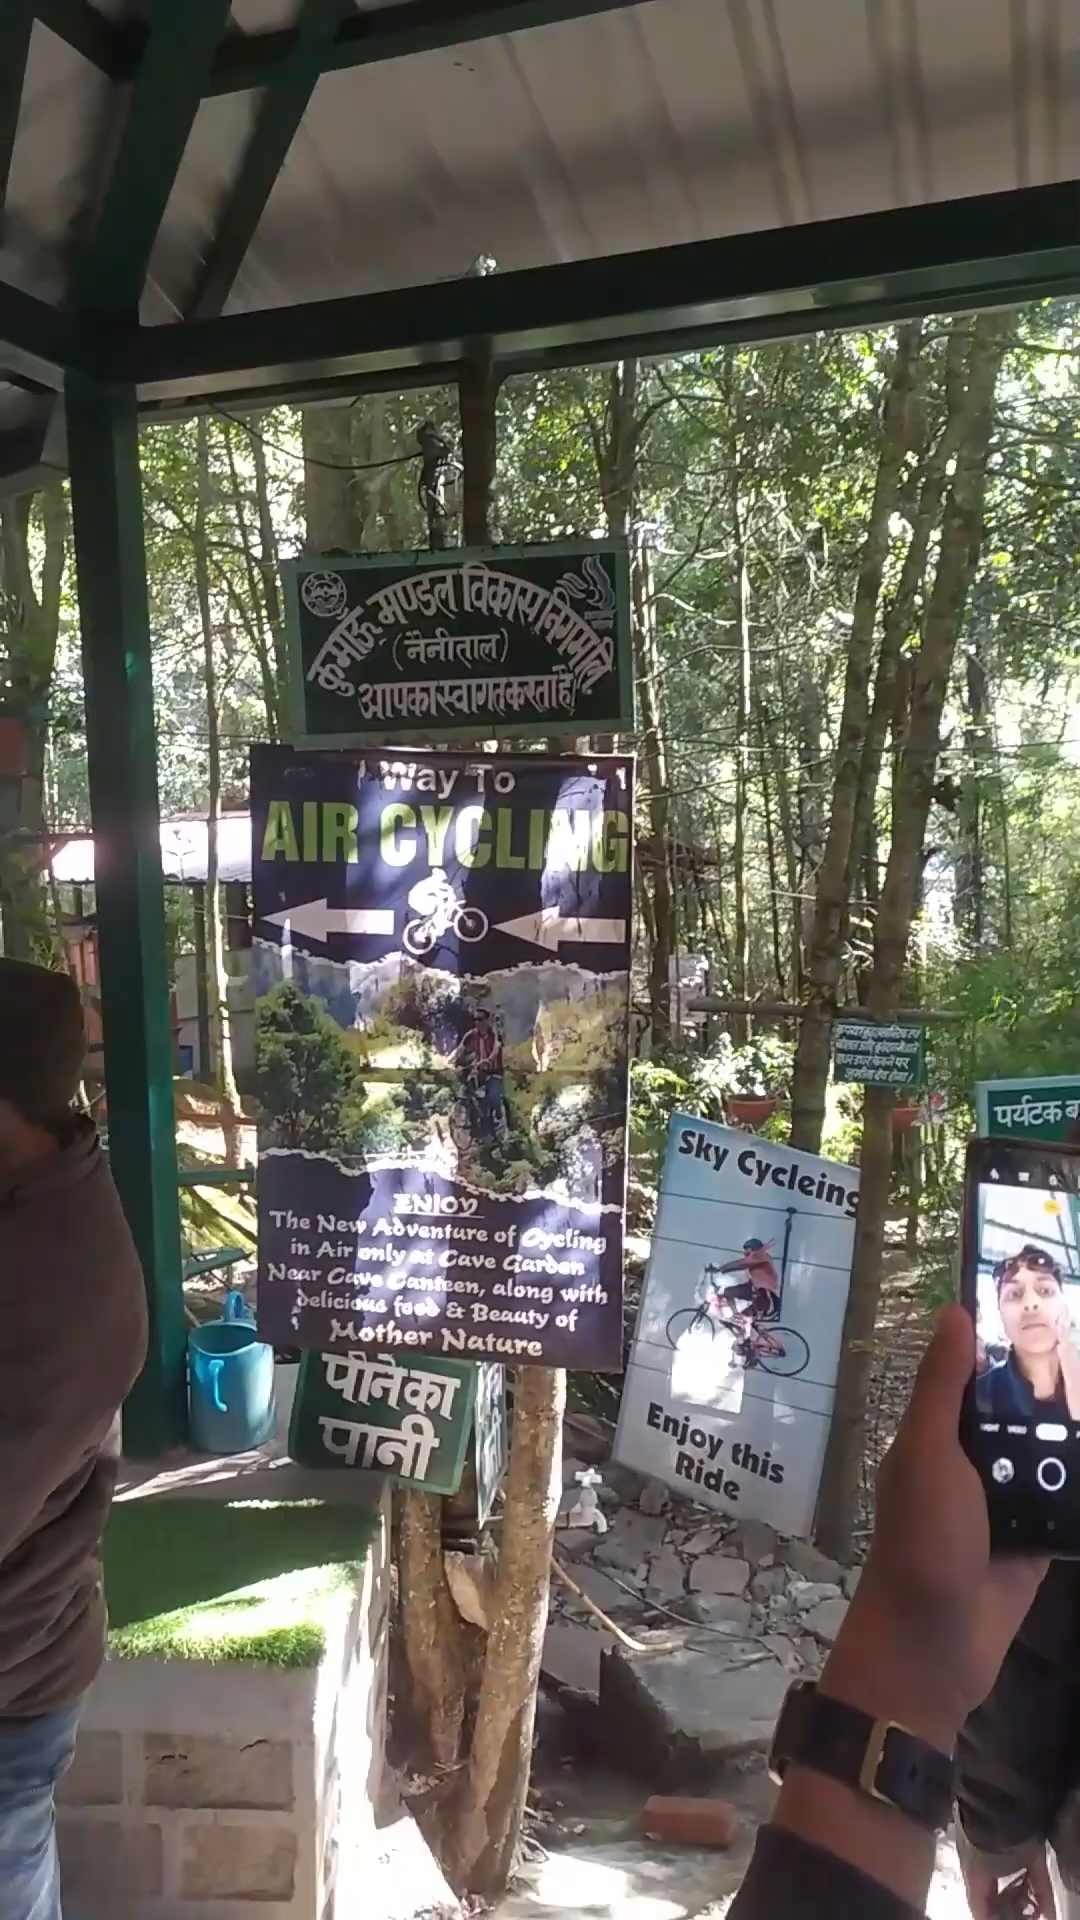 कुमाऊँ मण्डल विकास निगम लि.
(नैनीताल)
आपका स्वागत करता है
Way To
AIR CYCLING
ENJOY
The New Adventure of Cycling
in Air only at Cave Garden
Near Cave Canteen, along with
delicious food & Beauty of
Mother Nature
पीने का
पानी
Sky Cycleing
Enjoy this
Ride
पर्यटक